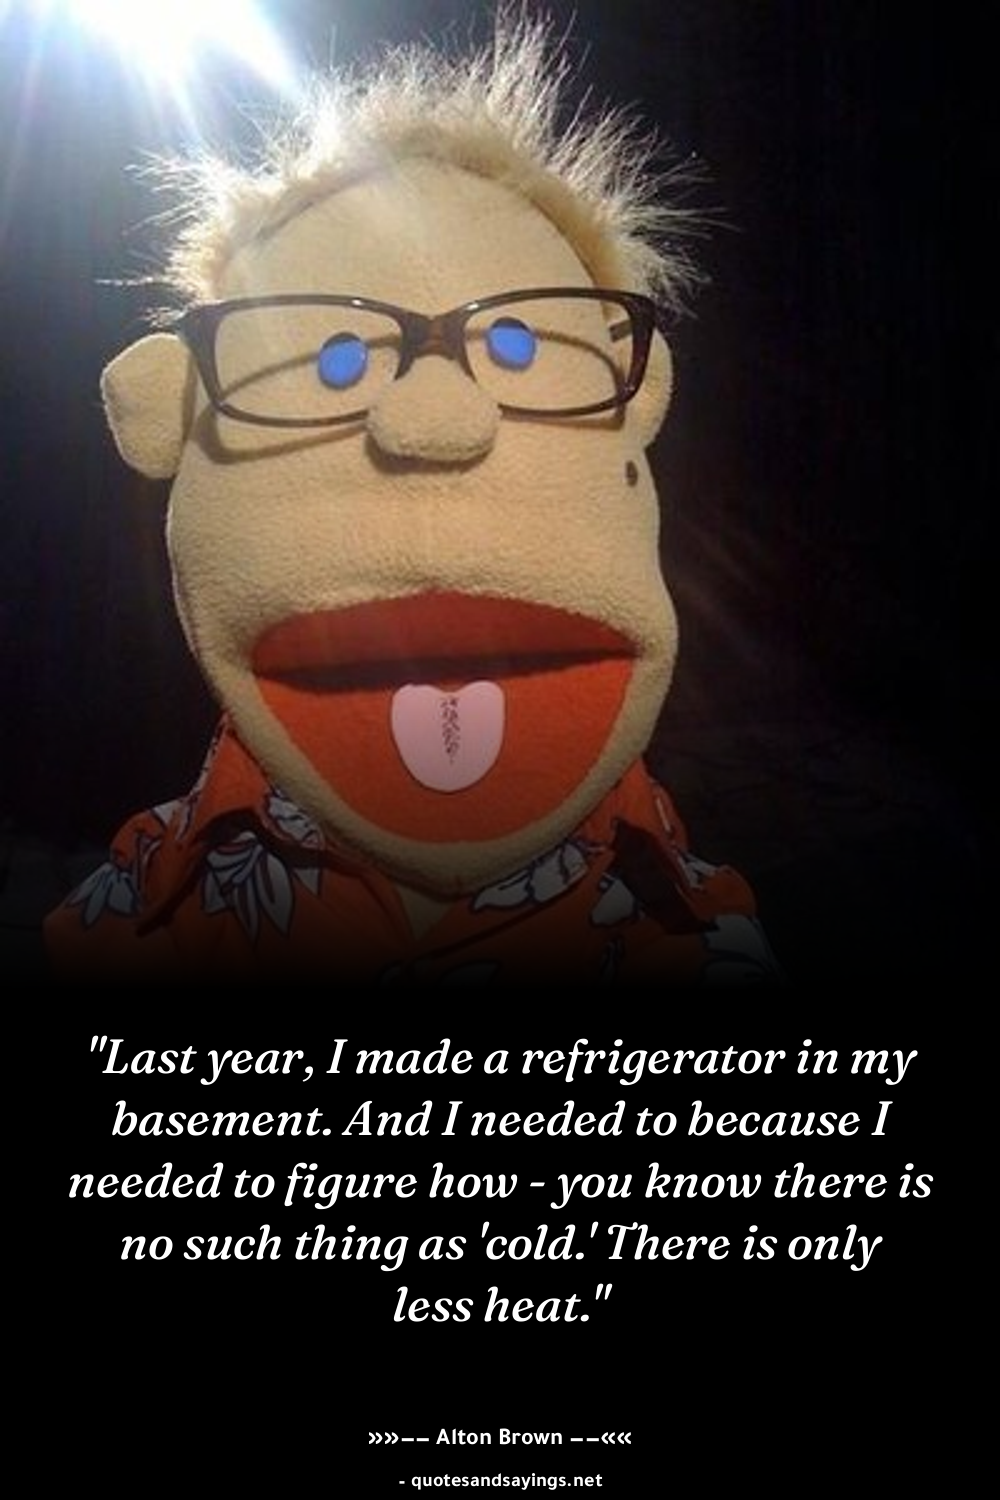 "Last year, I made a refrigerator in my
basement. And I needed to because I
needed to figure how - you know there is
no such thing as 'cold.' There is only
less heat."
»»−− Alton Brown −−««
- quotesandsayings.net